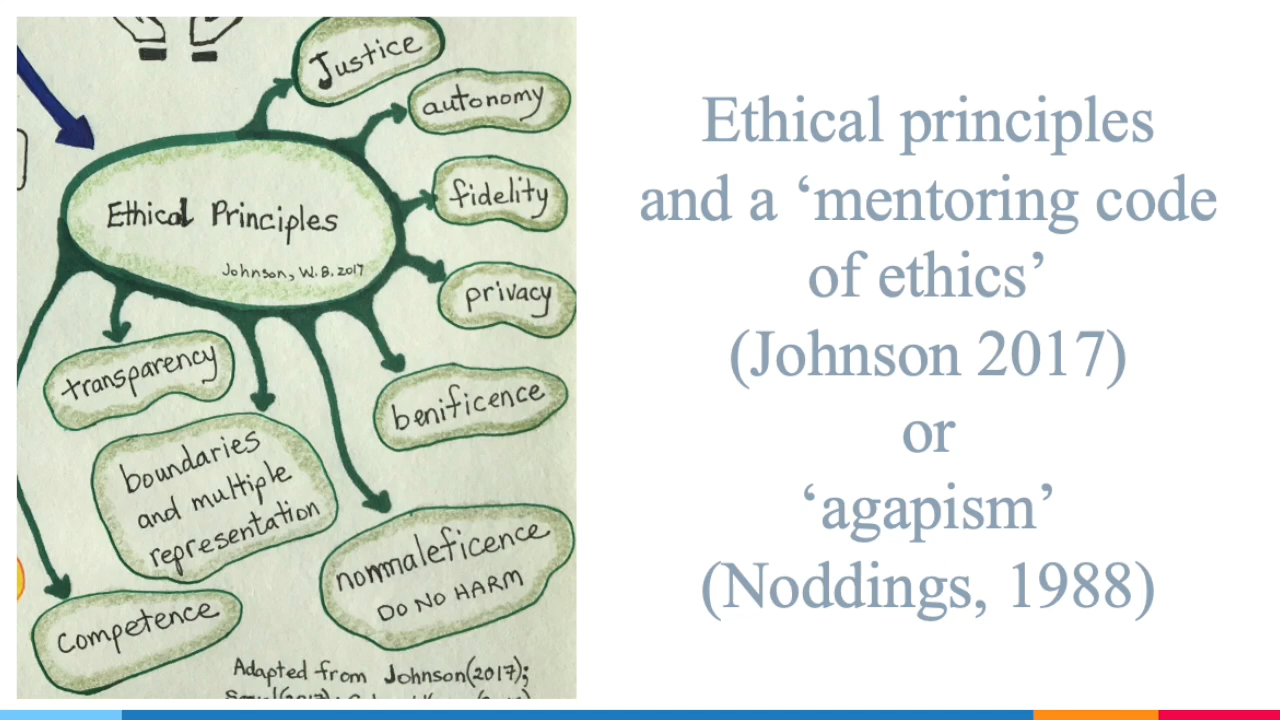 Justice
autonomy
fidelity
Ethical Principles
Johnson, W. B. 2017
privacy
transparency
benificence
boundaries
and multiple
representation
nonmaleficence
DO NO HARM
Competence
Adapted from Johnson(2017);
Ethical principles
and a ‘mentoring code
of ethics’
(Johnson 2017)
or
‘agapism’
(Noddings, 1988)